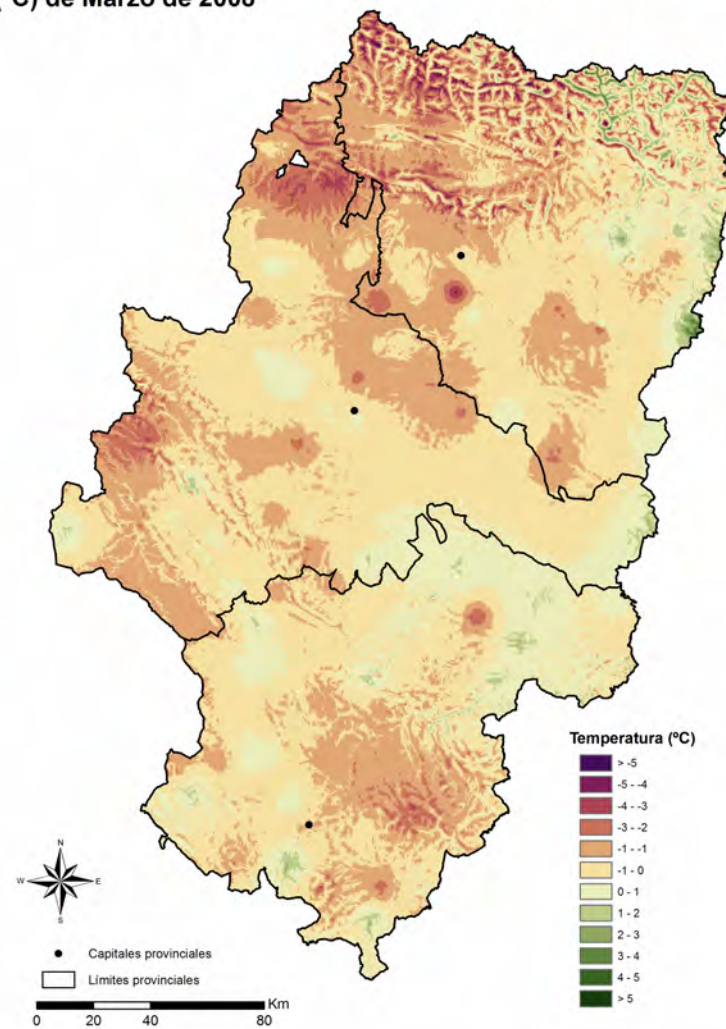 (°C) de Marzo de 2008
Temperatura (ºC)
> -5
-5 - -4
-4 - -3
-3 - -2
-1 - -1
-1 - 0
0 - 1
1 - 2
2 - 3
3 - 4
4 - 5
> 5
N
W E
S
Capitales provinciales
Límites provinciales
Km
0 20 40 80